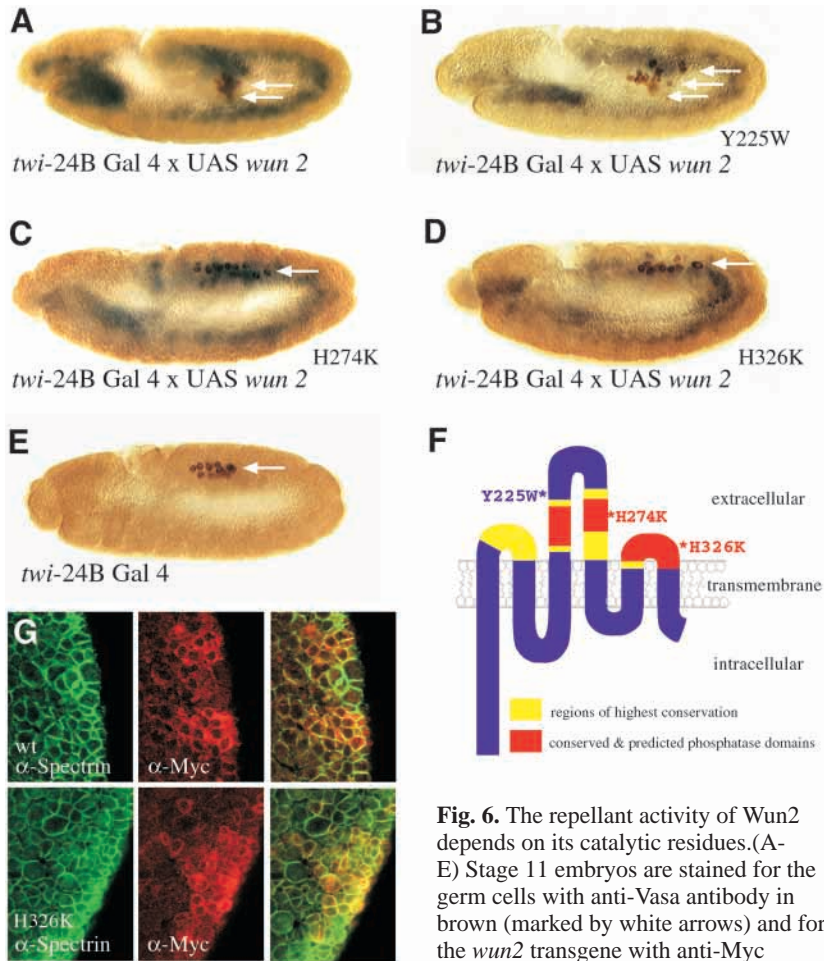 A
twi-24B Gal 4 x UAS wun 2
B
Y225W
twi-24B Gal 4 x UAS wun 2
C
H274K
twi-24B Gal 4 x UAS wun 2
D
H326K
twi-24B Gal 4 x UAS wun 2
E
twi-24B Gal 4
F
Y225W*
*H274K
*H326K
extracellular
transmembrane
intracellular
regions of highest conservation
conserved & predicted phosphatase domains
G
wt
α-Spectrin
α-Myc
H326K
α-Spectrin
α-Myc
Fig. 6. The repellant activity of Wun2
depends on its catalytic residues.(A-
E) Stage 11 embryos are stained for the
germ cells with anti-Vasa antibody in
brown (marked by white arrows) and for
the wun2 transgene with anti-Myc